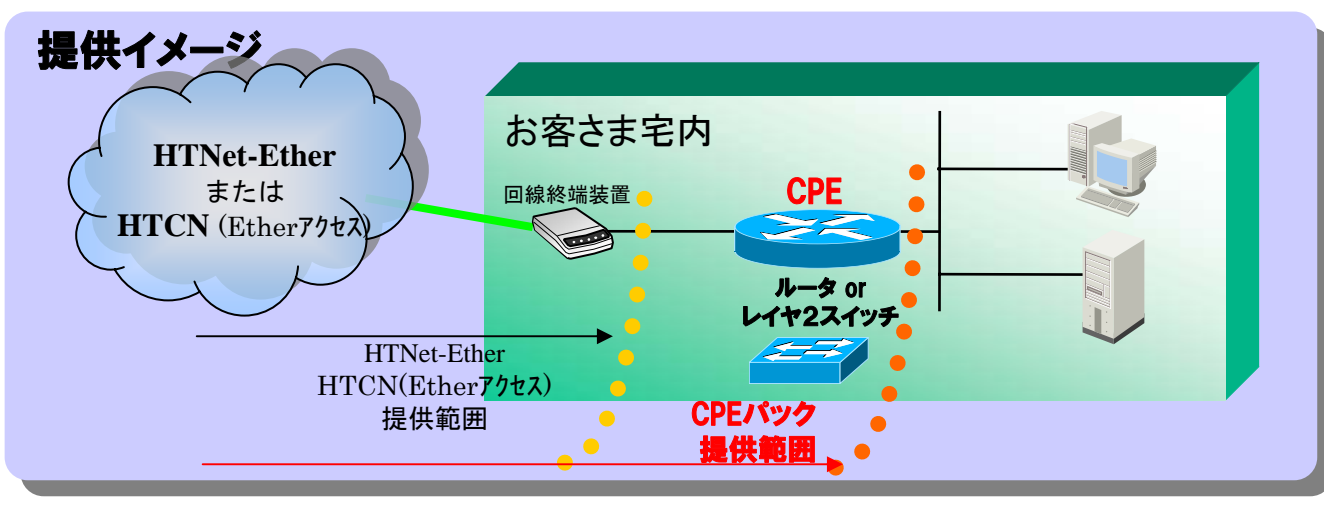 提供イメージ
HTNet-Ether
または
HTCN (Etherアクセス)
お客さま宅内
回線終端装置
CPE
ルータ or
レイヤ2スイッチ
HTNet-Ether
HTCN(Etherアクセス)
提供範囲
CPEパック
提供範囲